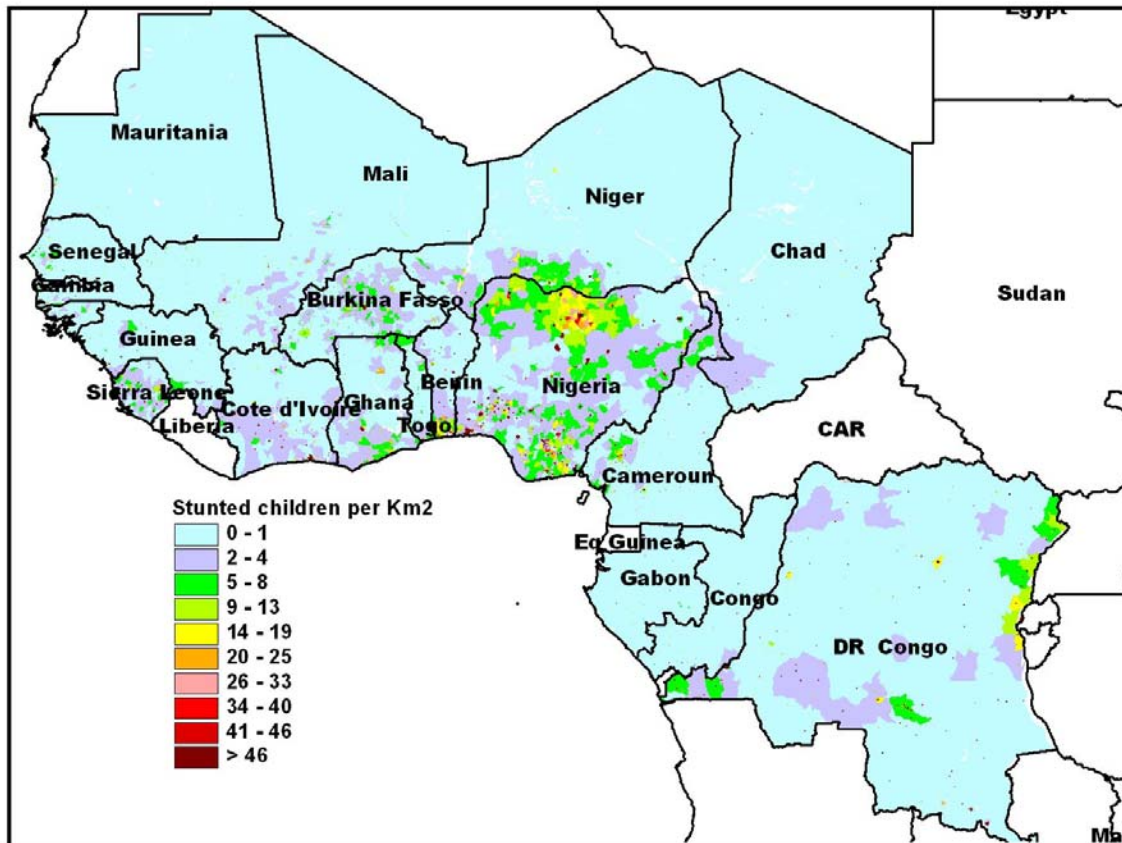 Egypt
Mauritania
Mali
Niger
Chad
Senegal
Gambia
Sudan
Burkina Fasso
Guinea
Sierra Leone
Liberia
Cote d'Ivoire
Ghana
Togo
Benin
Nigeria
CAR
Cameroun
Eq Guinea
Gabon
Congo
DR Congo
Ma
Stunted children per Km2
0 - 1
2 - 4
5 - 8
9 - 13
14 - 19
20 - 25
26 - 33
34 - 40
41 - 46
> 46